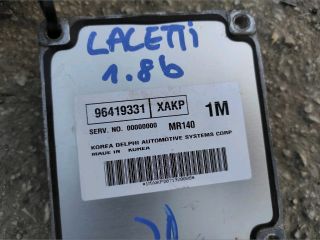 LACETTI
1.8b
96419331 XAKP 1M
SERV. NO. 00000000 MR140
KOREA DELPHI AUTOMOTIVE SYSTEMS CORP
MADE IN KOREA